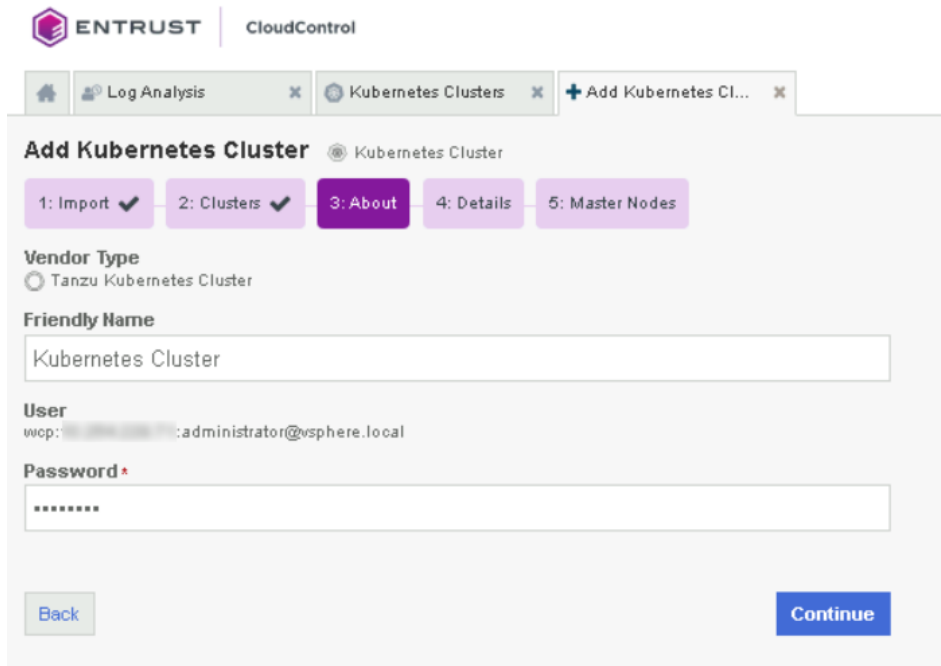 ENTRUST CloudControl
Log Analysis Kubernetes Clusters Add Kubernetes Cl...
Add Kubernetes Cluster Kubernetes Cluster
1: Import 2: Clusters 3: About 4: Details 5: Master Nodes
Vendor Type
Tanzu Kubernetes Cluster
Friendly Name
Kubernetes Cluster
User
wcp: :administrator@vsphere.local
Password*
Back Continue